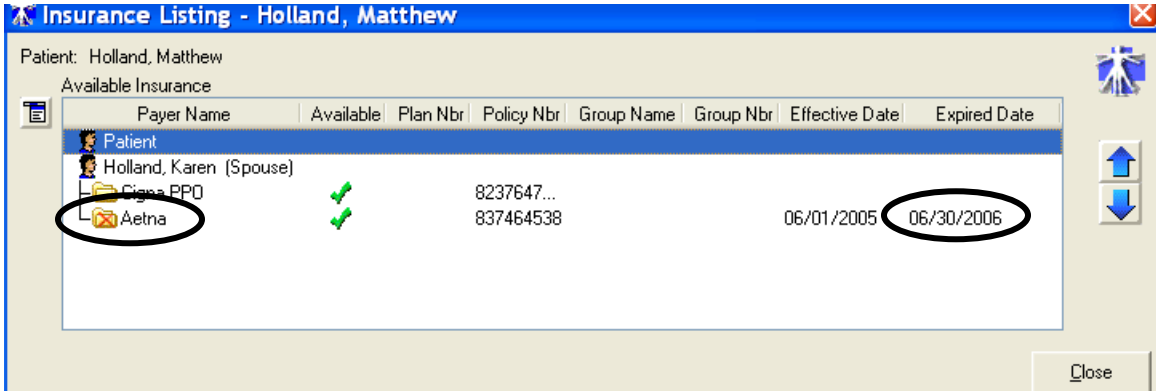 Insurance Listing - Holland, Matthew
Patient: Holland, Matthew
Available Insurance
Payer Name Available Plan Nbr Policy Nbr Group Name Group Nbr Effective Date Expired Date
Patient
Holland, Karen (Spouse)
Cigna PPO 8237647...
Aetna 837464538 06/01/2005 06/30/2006
Close